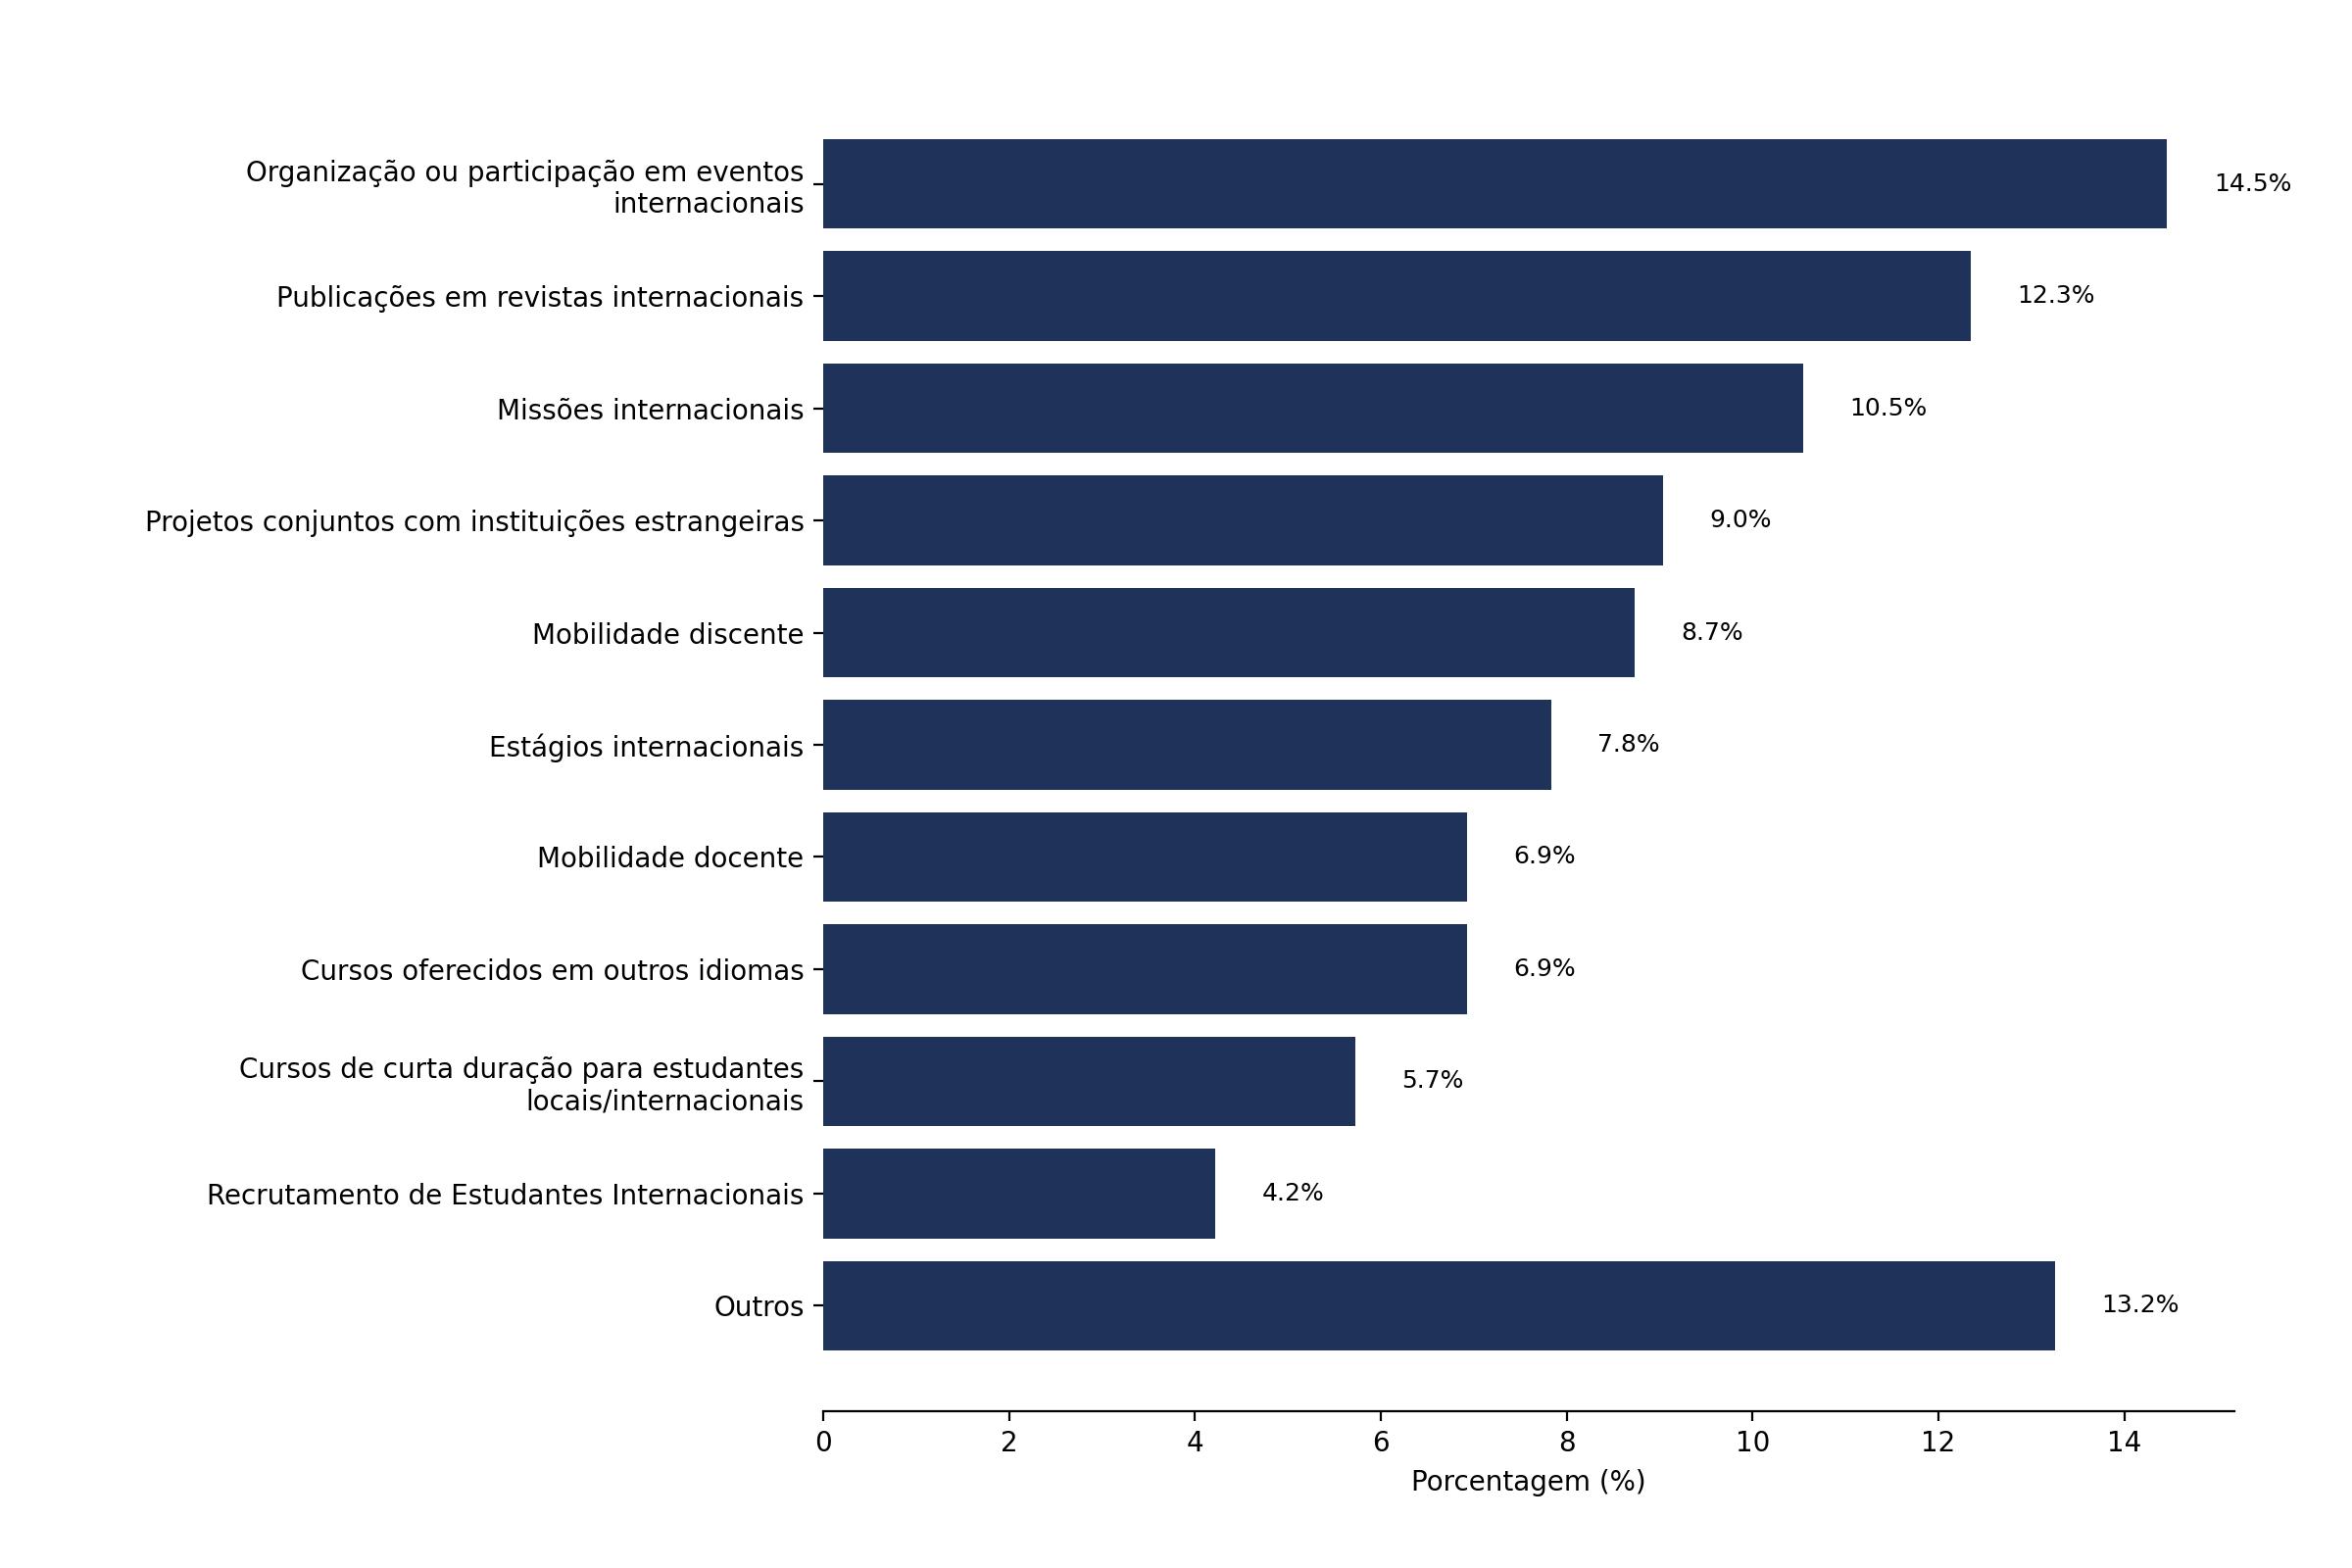 Organização ou participação em eventos
internacionais
14.5%
Publicações em revistas internacionais
12.3%
Missões internacionais
10.5%
Projetos conjuntos com instituições estrangeiras
9.0%
Mobilidade discente
8.7%
Estágios internacionais
7.8%
Mobilidade docente
6.9%
Cursos oferecidos em outros idiomas
6.9%
Cursos de curta duração para estudantes
locais/internacionais
5.7%
Recrutamento de Estudantes Internacionais
4.2%
Outros
13.2%
0 2 4 6 8 10 12 14
Porcentagem (%)